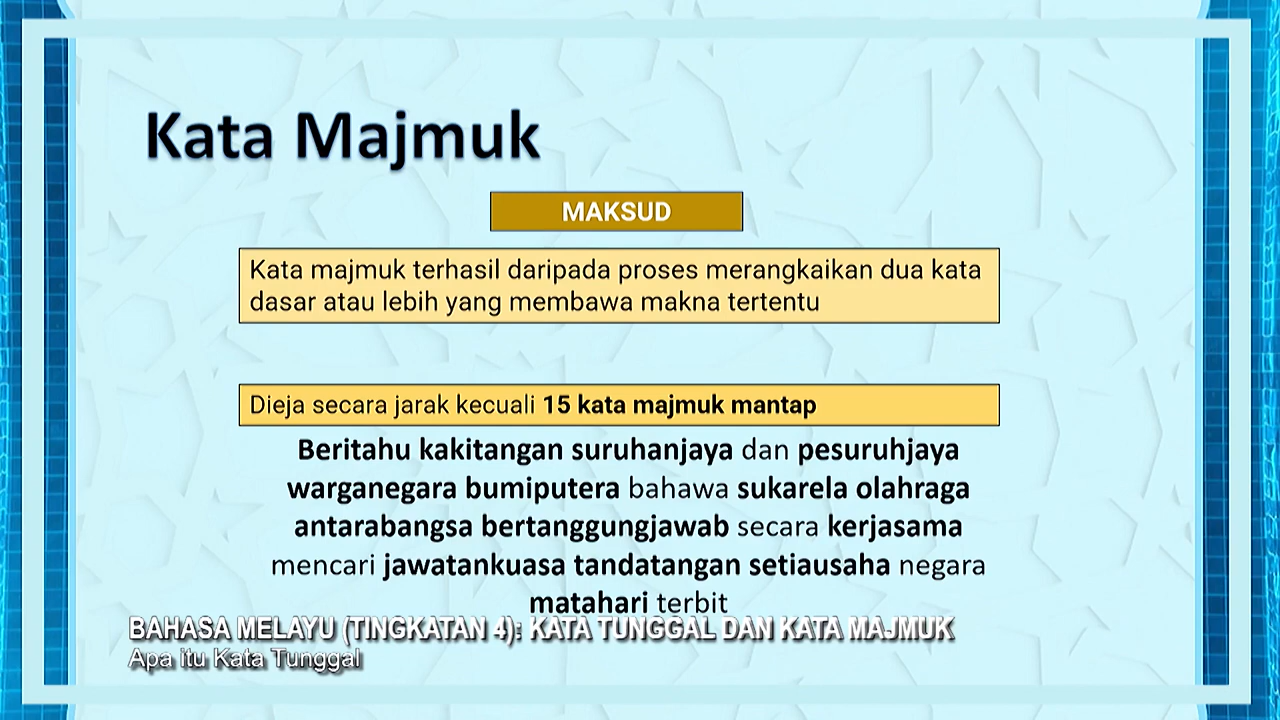 Kata Majmuk
MAKSUD
Kata majmuk terhasil daripada proses merangkaikan dua kata
dasar atau lebih yang membawa makna tertentu
Dieja secara jarak kecuali 15 kata majmuk mantap
Beritahu kakitangan suruhanjaya dan pesuruhjaya
warganegara bumiputera bahawa sukarela olahraga
antarabangsa bertanggungjawab secara kerjasama
mencari jawatankuasa tandatangan setiausaha negara
matahari terbit
BAHASA MELAYU (TINGKATAN 4): KATA TUNGGAL DAN KATA MAJMUK
Apa itu Kata Tunggal